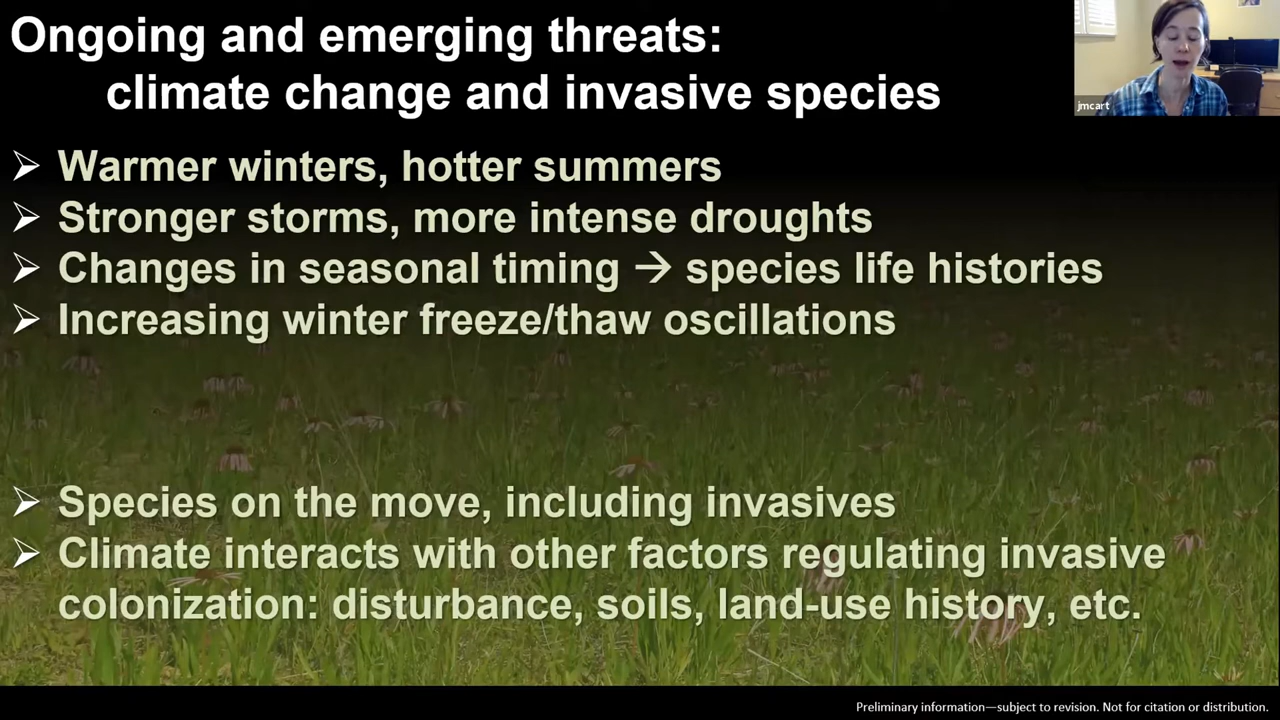 Ongoing and emerging threats:
climate change and invasive species
jmcart
➢ Warmer winters, hotter summers
➢ Stronger storms, more intense droughts
➢ Changes in seasonal timing → species life histories
➢ Increasing winter freeze/thaw oscillations
➢ Species on the move, including invasives
➢ Climate interacts with other factors regulating invasive
colonization: disturbance, soils, land-use history, etc.
Preliminary information—subject to revision. Not for citation or distribution.